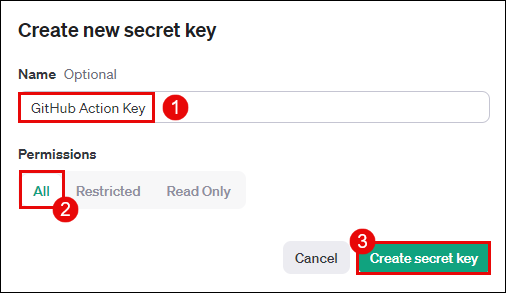 Create new secret key
Name Optional
GitHub Action Key 1
Permissions
All Restricted Read Only
2
3
Cancel Create secret key